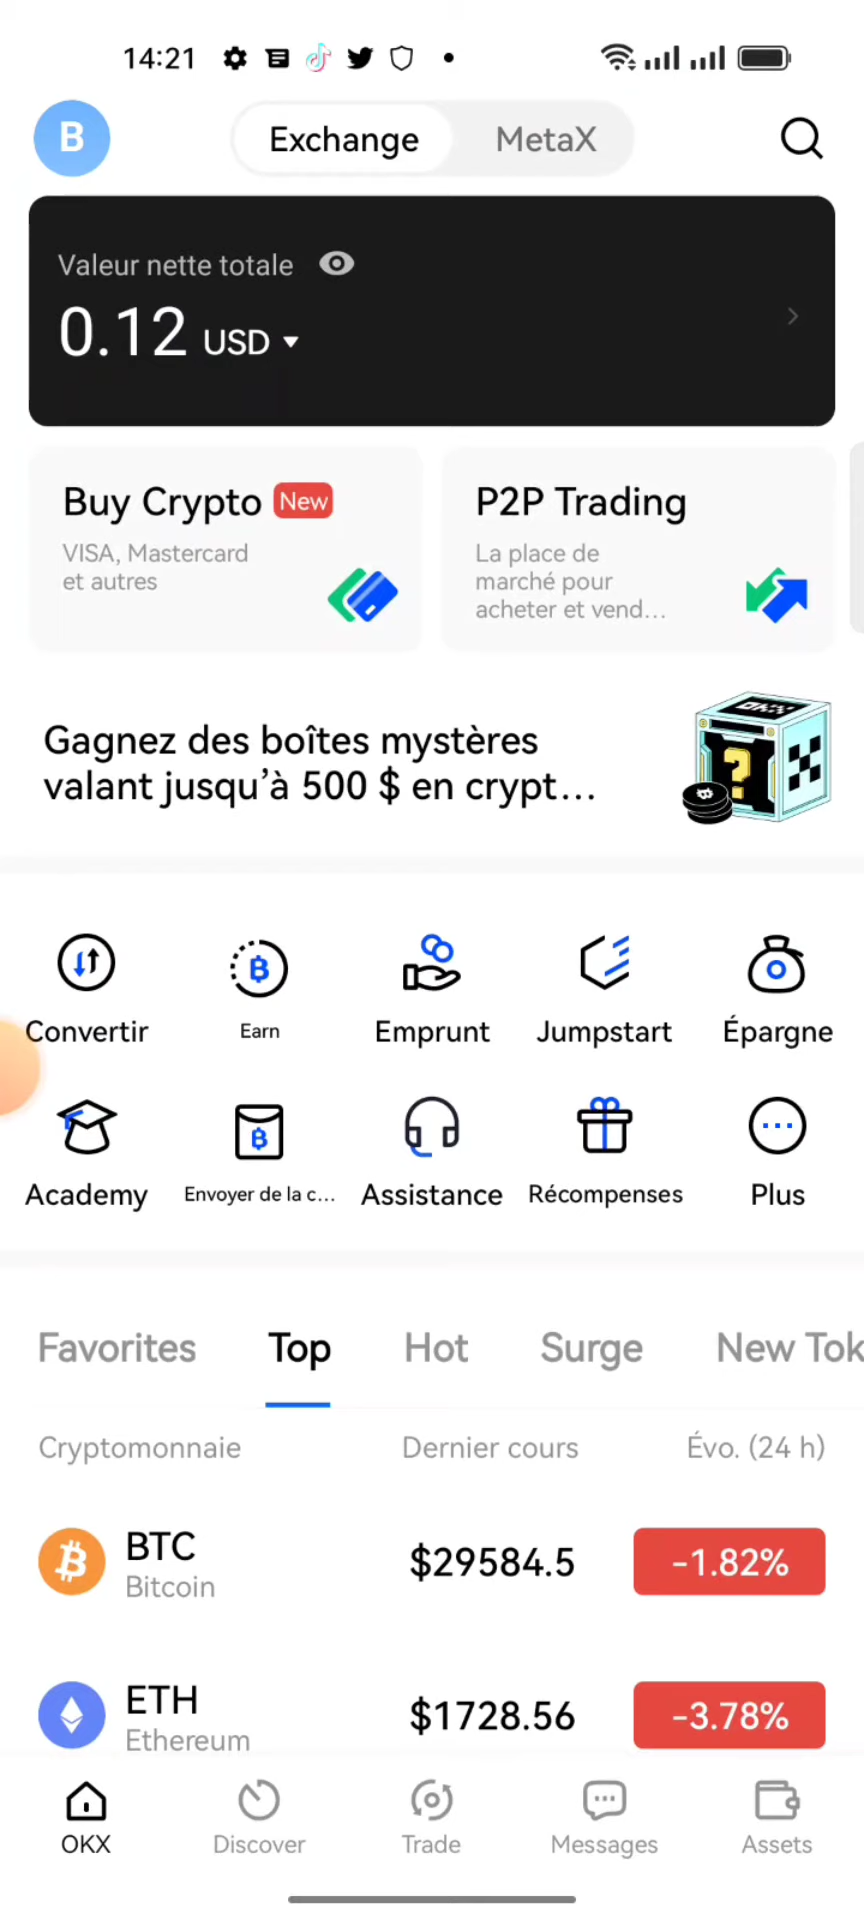 14:21
B
Exchange
MetaX
Valeur nette totale
0.12 USD
Buy Crypto New
VISA, Mastercard
et autres
P2P Trading
La place de
marché pour
acheter et vend...
Gagnez des boîtes mystères
valant jusqu’à 500 $ en crypt...
Convertir
Earn
Emprunt
Jumpstart
Épargne
Academy
Envoyer de la c...
Assistance
Récompenses
Plus
Favorites
Top
Hot
Surge
New Tok
Cryptomonnaie
Dernier cours
Évo. (24 h)
BTC
Bitcoin
$29584.5
-1.82%
ETH
Ethereum
$1728.56
-3.78%
OKX
Discover
Trade
Messages
Assets